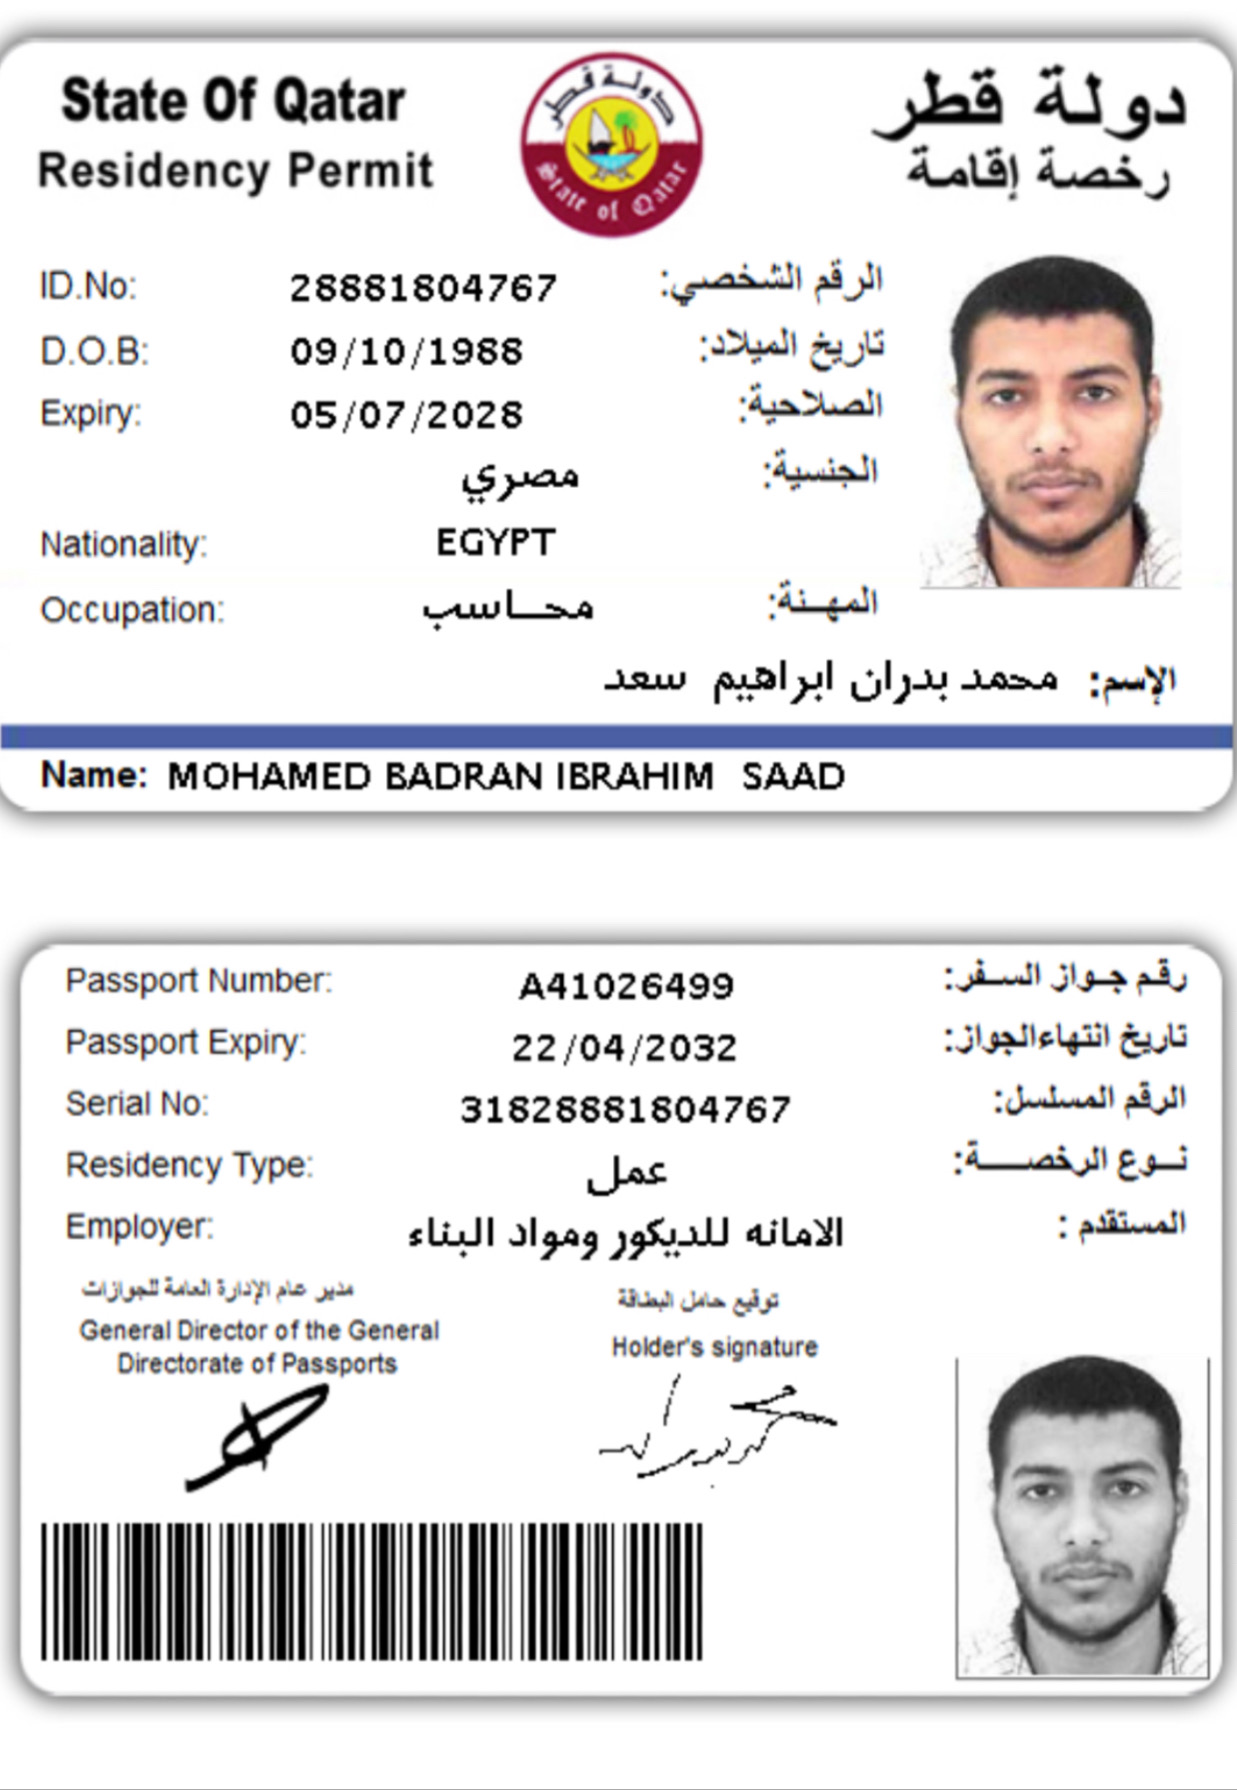 State Of Qatar
دولة قطر
Residency Permit
رخصة إقامة
دولة قطر
State of Qatar
ID.No: 28881804767 الرقم الشخصي:
D.O.B: 09/10/1988 تاريخ الميلاد:
Expiry: 05/07/2028 الصلاحية:
مصري الجنسية:
Nationality: EGYPT
Occupation: محاسب المهنة:
الإسم: محمد بدران ابراهيم سعد
Name: MOHAMED BADRAN IBRAHIM SAAD
Passport Number: A41026499 رقم جواز السفر:
Passport Expiry: 22/04/2032 تاريخ انتهاءالجواز:
Serial No: 31828881804767 الرقم المسلسل:
Residency Type: عمل نوع الرخصة:
Employer: الامانه للديكور ومواد البناء المستقدم :
مدير عام الإدارة العامة للجوازات
General Director of the General
Directorate of Passports
توقيع حامل البطاقة
Holder's signature